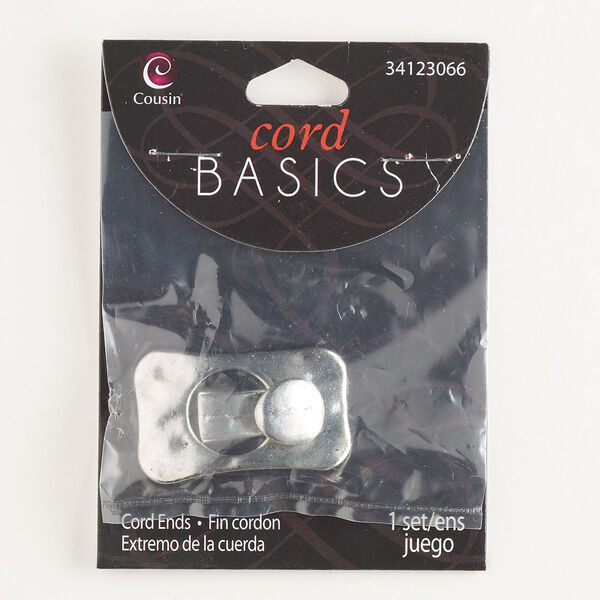 Cousin®
34123066
cord
BASICS
Cord Ends • Fin cordon
Extremo de la cuerda
1 set/ens
juego